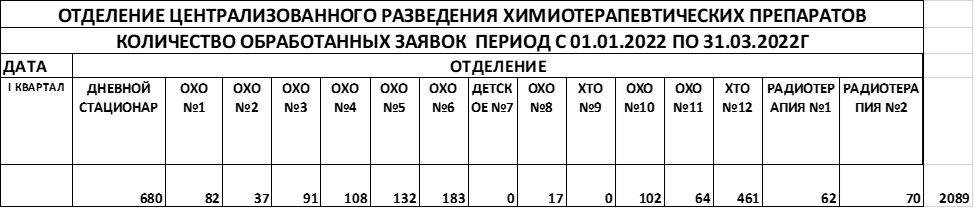 ОТДЕЛЕНИЕ ЦЕНТРАЛИЗОВАННОГО РАЗВЕДЕНИЯ ХИМИОТЕРАПЕВТИЧЕСКИХ ПРЕПАРАТОВ
КОЛИЧЕСТВО ОБРАБОТАННЫХ ЗАЯВОК ПЕРИОД С 01.01.2022 ПО 31.03.2022Г
ДАТА ОТДЕЛЕНИЕ
I КВАРТАЛ ДНЕВНОЙ ОХО ОХО ОХО ОХО ОХО ОХО ДЕТСК ОХО ХТО ОХО ОХО ХТО РАДИОТЕР РАДИОТЕРА
СТАЦИОНАР №1 №2 №3 №4 №5 №6 ОЕ №7 №8 №9 №10 №11 №12 АПИЯ №1 ПИЯ №2
680 82 37 91 108 132 183 0 17 0 102 64 461 62 70 2089